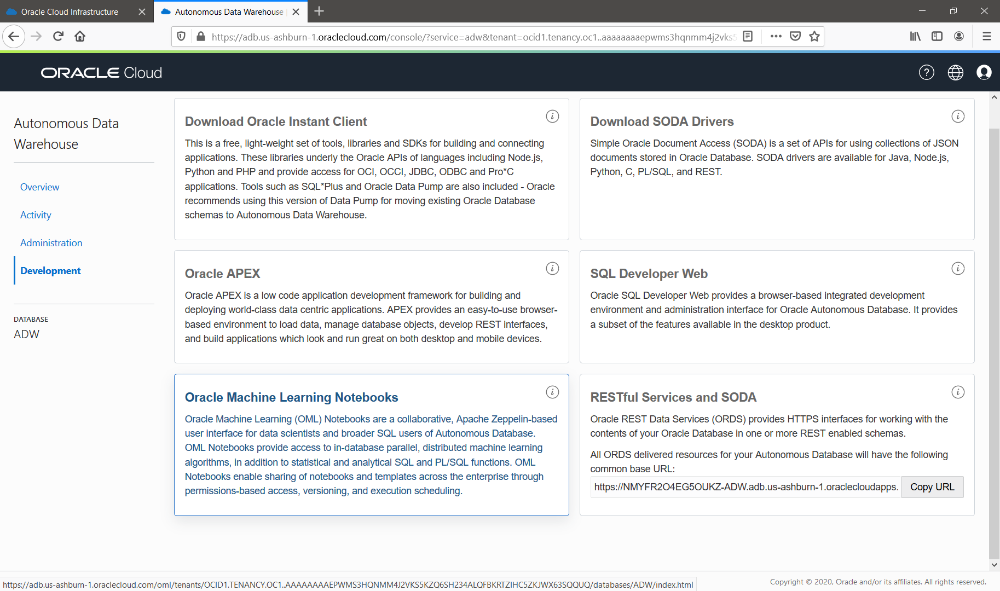 Oracle Cloud Infrastructure
Autonomous Data Warehouse
https://adb.us-ashburn-1.oraclecloud.com/console/?service=adw&tenant=ocid1.tenancy.oc1..aaaaaaaaepwms3hqnmm4j2vks5
ORACLE Cloud
Autonomous Data
Warehouse
Overview
Activity
Administration
Development
DATABASE
ADW
Download Oracle Instant Client
This is a free, light-weight set of tools, libraries and SDKs for building and connecting
applications. These libraries underly the Oracle APIs of languages including Node.js,
Python and PHP and provide access for OCI, OCCI, JDBC, ODBC and Pro*C
applications. Tools such as SQL*Plus and Oracle Data Pump are also included - Oracle
recommends using this version of Data Pump for moving existing Oracle Database
schemas to Autonomous Data Warehouse.
Download SODA Drivers
Simple Oracle Document Access (SODA) is a set of APIs for using collections of JSON
documents stored in Oracle Database. SODA drivers are available for Java, Node.js,
Python, C, PL/SQL, and REST.
Oracle APEX
Oracle APEX is a low code application development framework for building and
deploying world-class data centric applications. APEX provides an easy-to-use browser-
based environment to load data, manage database objects, develop REST interfaces,
and build applications which look and run great on both desktop and mobile devices.
SQL Developer Web
Oracle SQL Developer Web provides a browser-based integrated development
environment and administration interface for Oracle Autonomous Database. It provides
a subset of the features available in the desktop product.
Oracle Machine Learning Notebooks
Oracle Machine Learning (OML) Notebooks are a collaborative, Apache Zeppelin-based
user interface for data scientists and broader SQL users of Autonomous Database.
OML Notebooks provide access to in-database parallel, distributed machine learning
algorithms, in addition to statistical and analytical SQL and PL/SQL functions. OML
Notebooks enable sharing of notebooks and templates across the enterprise through
permissions-based access, versioning, and execution scheduling.
RESTful Services and SODA
Oracle REST Data Services (ORDS) provides HTTPS interfaces for working with the
contents of your Oracle Database in one or more REST enabled schemas.
All ORDS delivered resources for your Autonomous Database will have the following
common base URL:
https://NMYFR2O4EG5OUKZ-ADW.adb.us-ashburn-1.oraclecloudapps.
Copy URL
https://adb.us-ashburn-1.oraclecloud.com/oml/tenants/OCID1.TENANCY.OC1..AAAAAAAAEPWMS3HQNMM4J2VKS5KZQ6SH234ALQFBKRTZIHC5ZKJWX63SQQUQ/databases/ADW/index.html
Copyright © 2020, Oracle and/or its affiliates. All rights reserved.